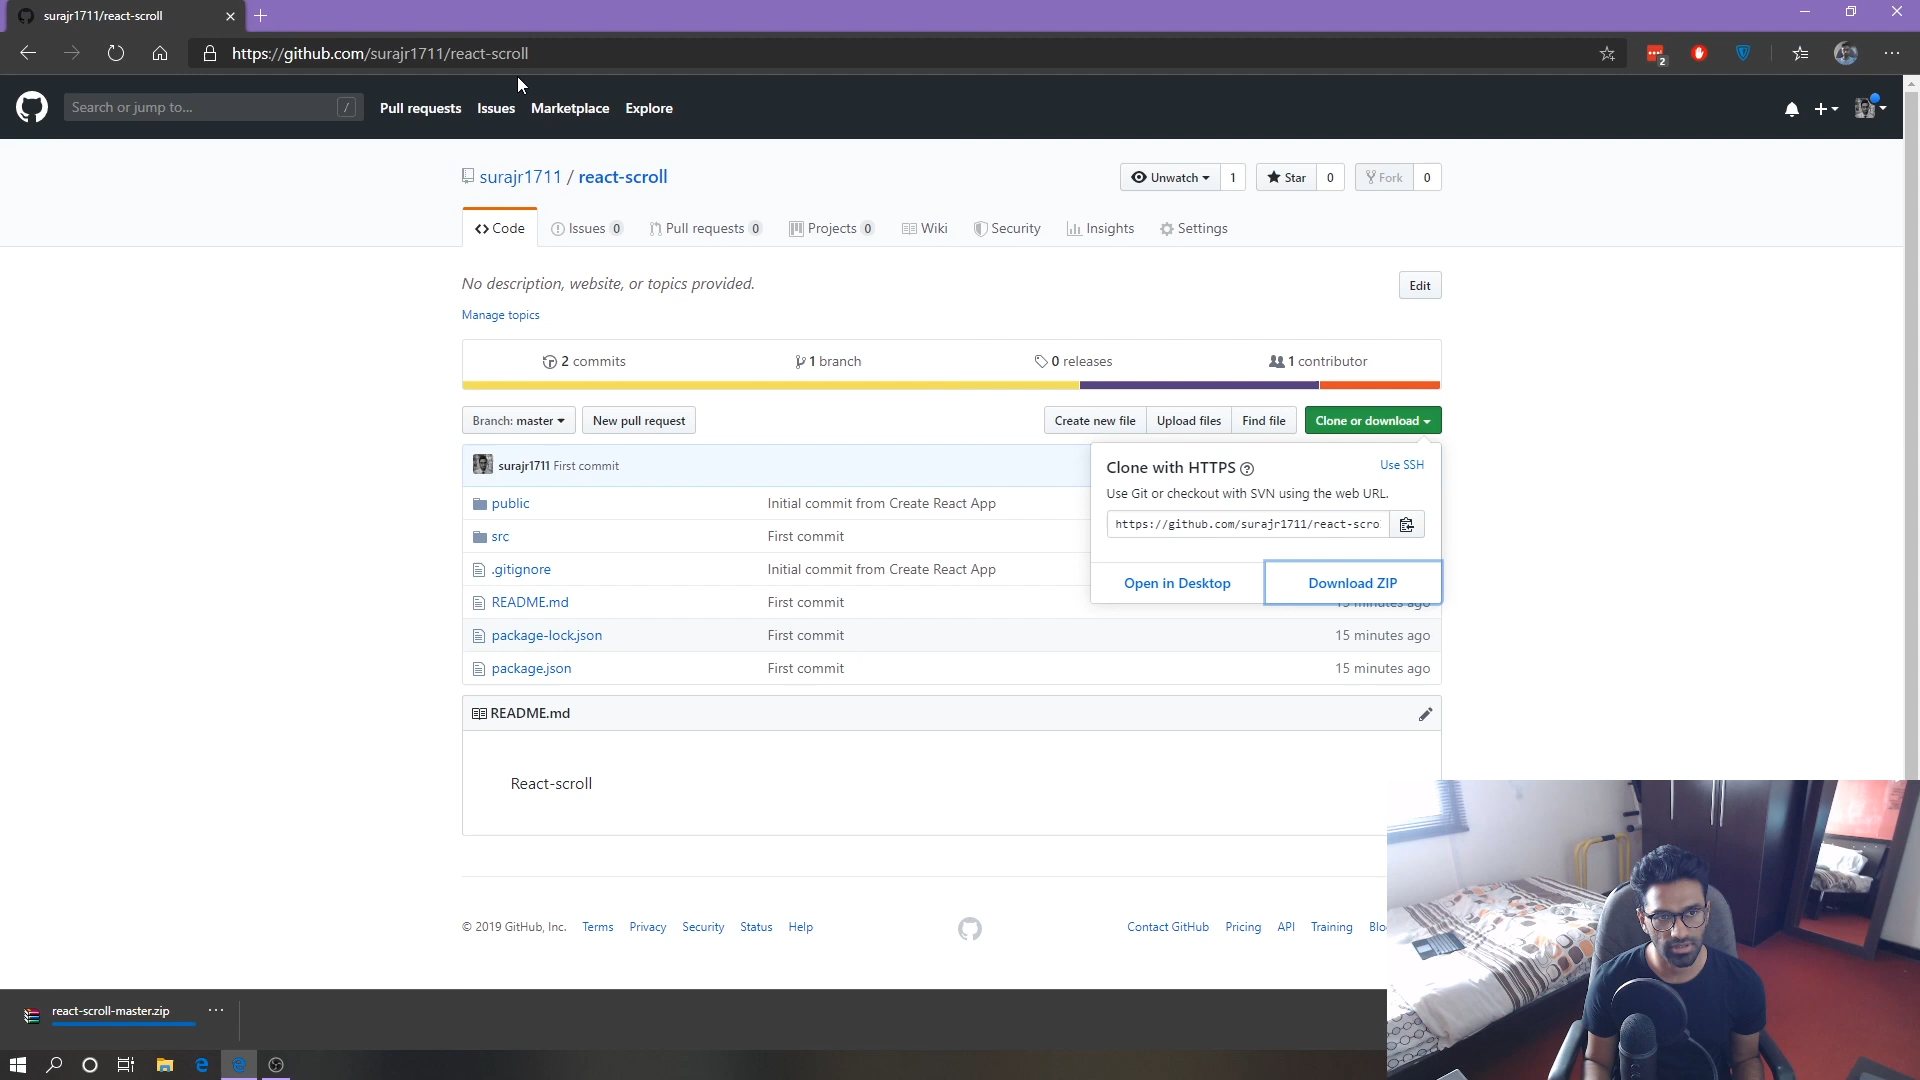 surajr1711/react-scroll
https://github.com/surajr1711/react-scroll
2
Search or jump to...
/
Pull requests
Issues
Marketplace
Explore
surajr1711 / react-scroll
Unwatch 1
Star 0
Fork 0
Code
Issues 0
Pull requests 0
Projects 0
Wiki
Security
Insights
Settings
No description, website, or topics provided.
Edit
Manage topics
2 commits
1 branch
0 releases
1 contributor
Branch: master
New pull request
Create new file
Upload files
Find file
Clone or download
surajr1711 First commit
Clone with HTTPS
Use SSH
Use Git or checkout with SVN using the web URL.
https://github.com/surajr1711/react-scro
Open in Desktop
Download ZIP
public Initial commit from Create React App
src First commit
.gitignore Initial commit from Create React App
README.md First commit 15 minutes ago
package-lock.json First commit 15 minutes ago
package.json First commit 15 minutes ago
README.md
React-scroll
© 2019 GitHub, Inc.
Terms
Privacy
Security
Status
Help
Contact GitHub
Pricing
API
Training
Blo
react-scroll-master.zip